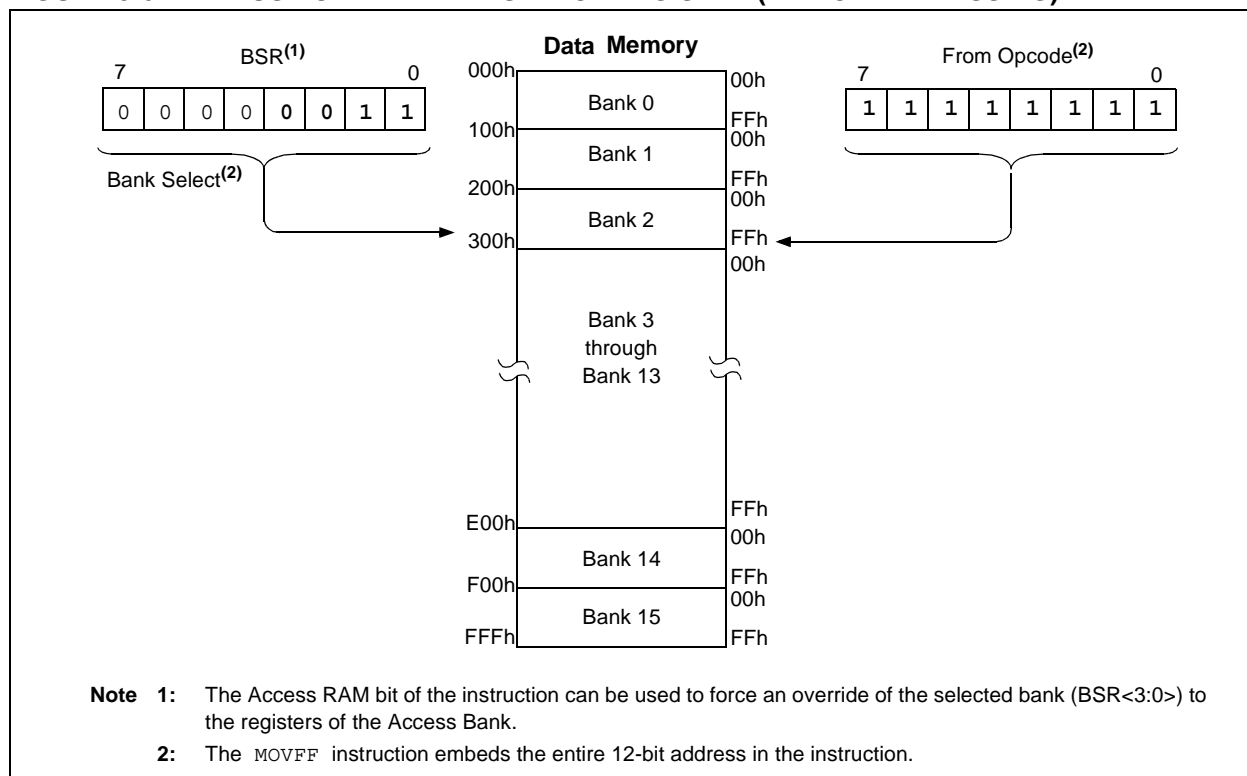 Data Memory
BSR(1)
7 0
0 0 0 0 0 0 1 1
Bank Select(2)
From Opcode(2)
7 0
1 1 1 1 1 1 1 1
000h
00h
Bank 0
FFh
100h
00h
Bank 1
FFh
200h
00h
Bank 2
FFh
300h
00h
Bank 3
through
Bank 13
FFh
E00h
00h
Bank 14
FFh
F00h
00h
Bank 15
FFFh
FFh
Note 1: The Access RAM bit of the instruction can be used to force an override of the selected bank (BSR<3:0>) to
the registers of the Access Bank.
2: The MOVFF instruction embeds the entire 12-bit address in the instruction.